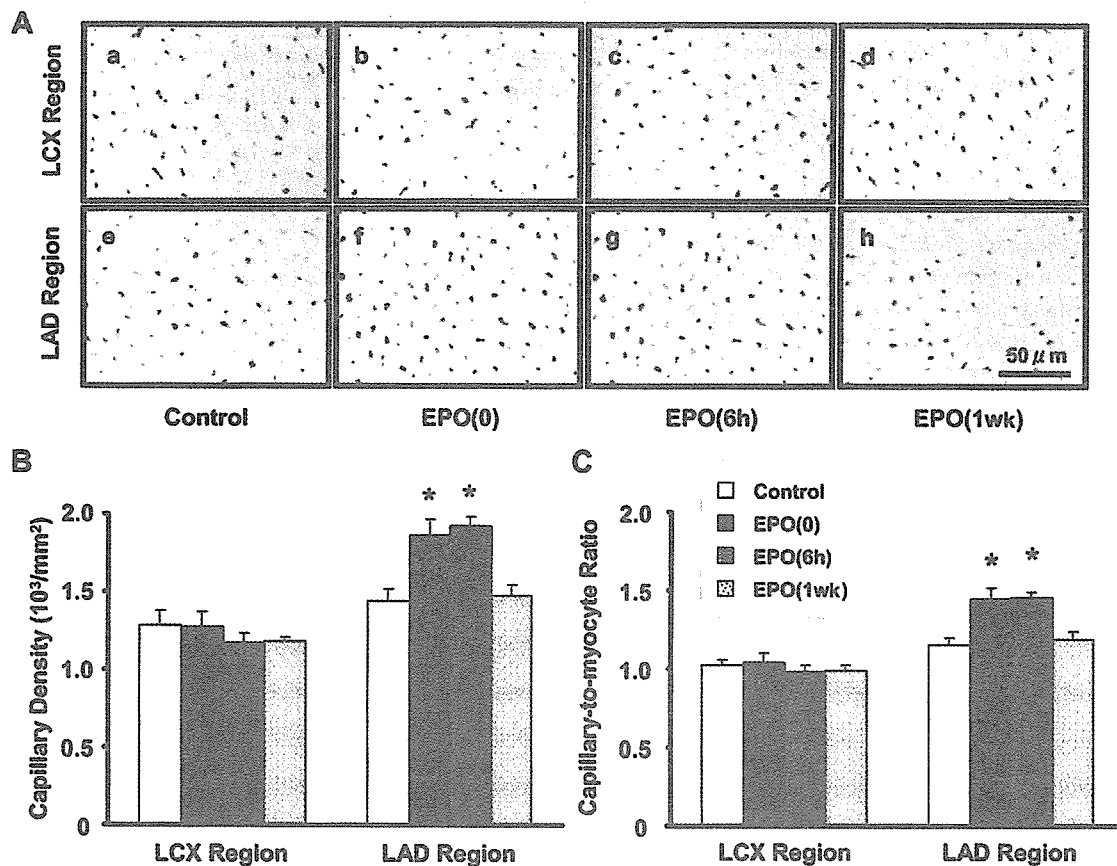 A
LCX Region
a
b
c
d
LAD Region
e
f
g
h
50 μm
Control
EPO(0)
EPO(6h)
EPO(1wk)
B
Capillary Density (10³/mm²)
2.0
1.5
1.0
0.5
0
* *
LCX Region
LAD Region
C
Control
EPO(0)
EPO(6h)
EPO(1wk)
Capillary-to-myocyte Ratio
2.0
1.5
1.0
0.5
0
* *
LCX Region
LAD Region